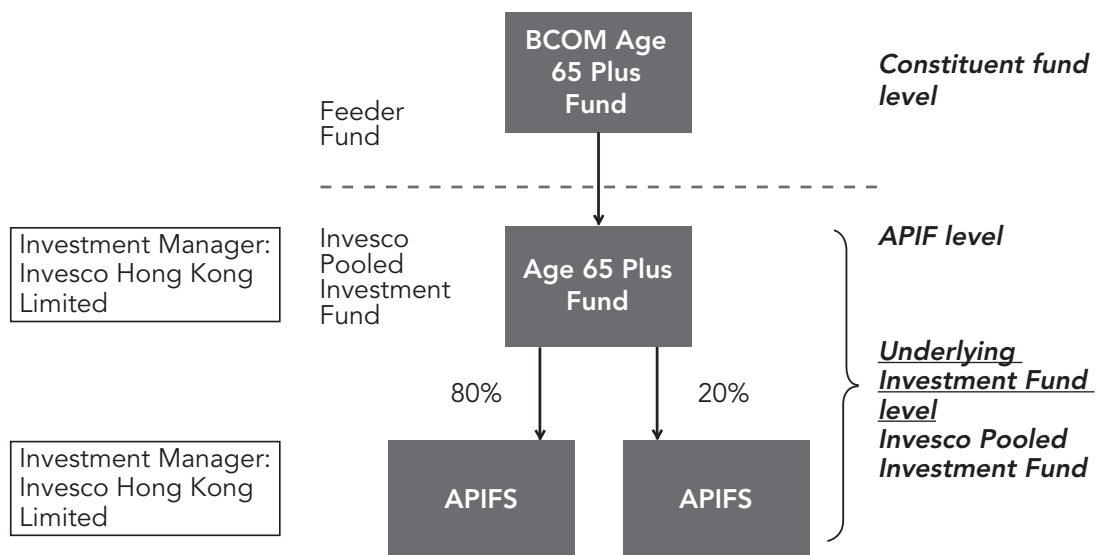 BCOM Age
65 Plus
Fund
Constituent fund
level
Feeder
Fund
Investment Manager:
Invesco Hong Kong
Limited
Invesco
Pooled
Investment
Fund
Age 65 Plus
Fund
APIF level
80%
20%
Underlying
Investment Fund
level
Invesco Pooled
Investment Fund
Investment Manager:
Invesco Hong Kong
Limited
APIFS
APIFS